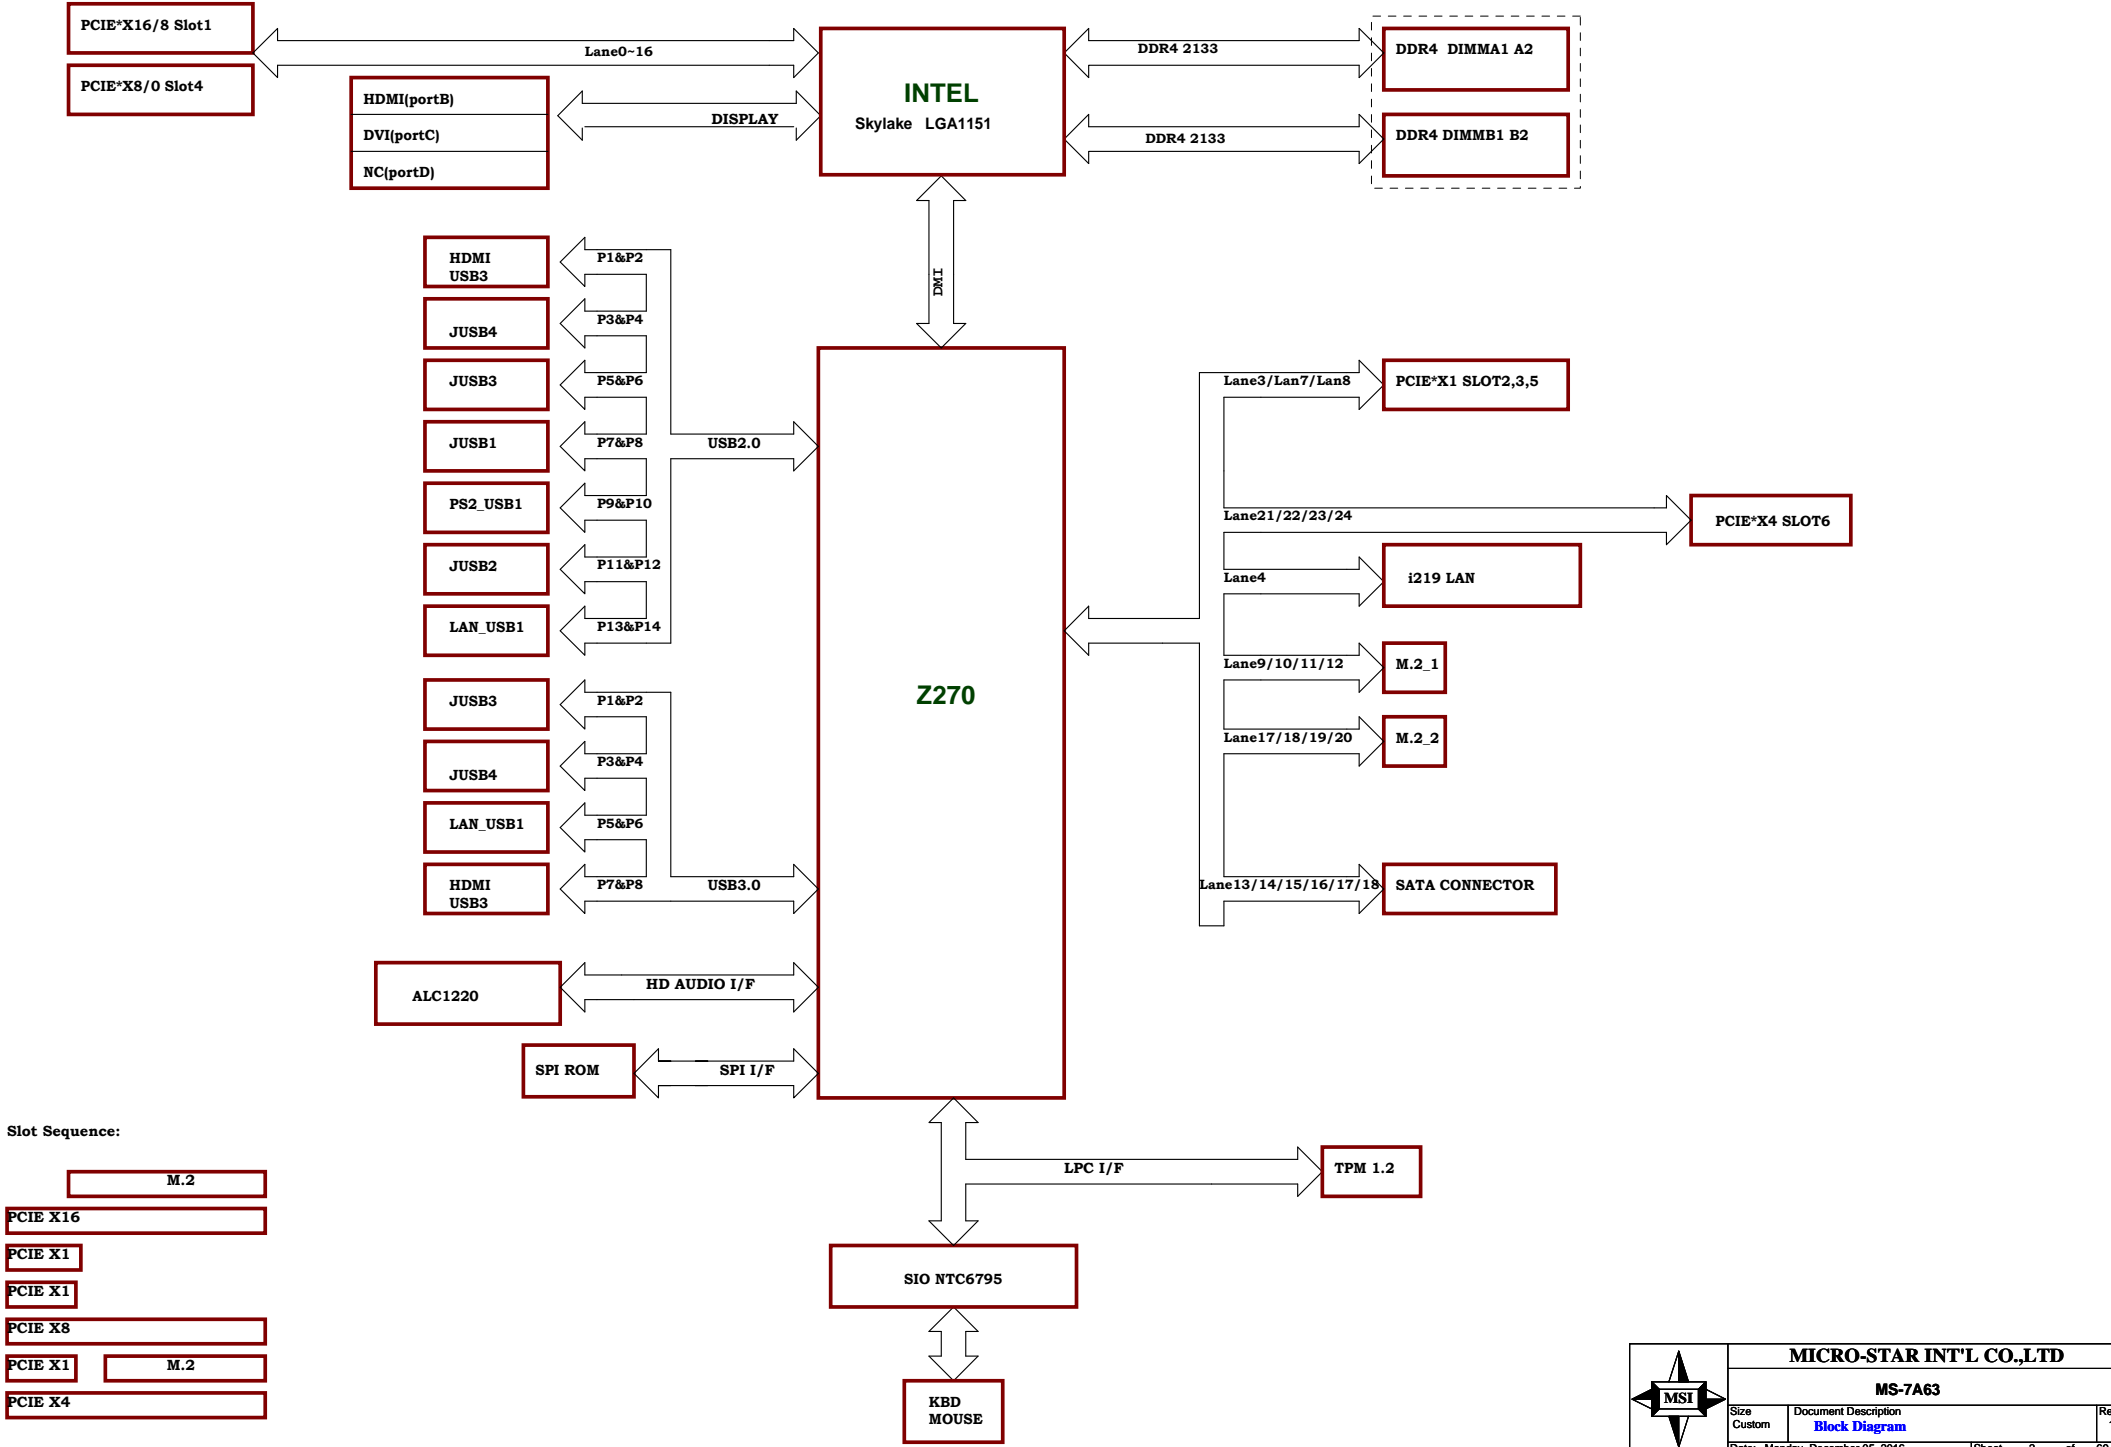 PCIE*X16/8 Slot1
PCIE*X8/0 Slot4
Lane0~16
HDMI(portB)
DVI(portC)
NC(portD)
DISPLAY
INTEL
Skylake LGA1151
DDR4 2133
DDR4 DIMMA1 A2
DDR4 2133
DDR4 DIMMB1 B2
DMI
HDMI
USB3
P1&P2
JUSB4
P3&P4
JUSB3
P5&P6
JUSB1
P7&P8
USB2.0
PS2_USB1
P9&P10
JUSB2
P11&P12
LAN_USB1
P13&P14
JUSB3
P1&P2
JUSB4
P3&P4
LAN_USB1
P5&P6
HDMI
USB3
P7&P8
USB3.0
Z270
Lane3/Lan7/Lan8
PCIE*X1 SLOT2,3,5
Lane21/22/23/24
PCIE*X4 SLOT6
Lane4
i219 LAN
Lane9/10/11/12
M.2_1
Lane17/18/19/20
M.2_2
Lane13/14/15/16/17/18
SATA CONNECTOR
ALC1220
HD AUDIO I/F
SPI ROM
SPI I/F
LPC I/F
TPM 1.2
SIO NTC6795
KBD
MOUSE
Slot Sequence:
M.2
PCIE X16
PCIE X1
PCIE X1
PCIE X8
PCIE X1
M.2
PCIE X4
MSI
MICRO-STAR INT'L CO.,LTD
MS-7A63
Size
Custom
Document Description
Block Diagram